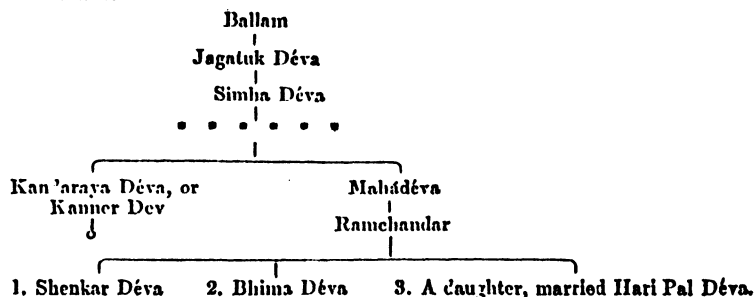 Ballam
Jagatuk Déva
Simha Déva
Kan'araya Déva, or Mahádéva
Kanner Dev
Ramchandar
1. Shenkar Déva 2. Bhima Déva 3. A daughter, married Hari Pal Déva.